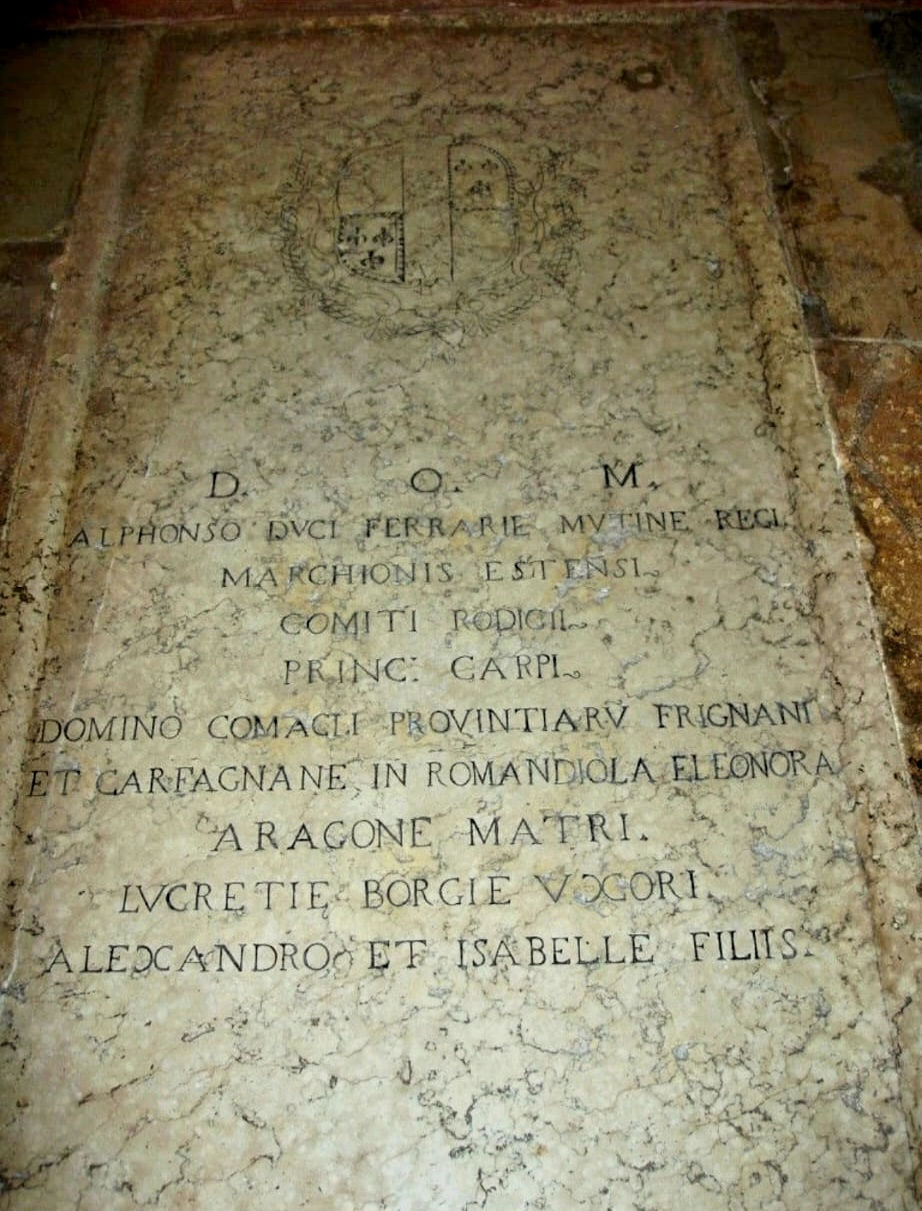 D. O. M.
ALPHONSO DVCI FERRARIE MVTINE REGI.
MARCHIONIS ESTENSI.
COMITI RODIGII.
PRINC: CARPI.
DOMINO COMACLI PROVINTIARV FRIGNANI
ET CARFAGNANE, IN ROMANDIOLA ELEONORA
ARAGONE MATRI.
LVCRETIE BORGIE VXORI.
ALEXANDRO ET ISABELLE FILIIS.